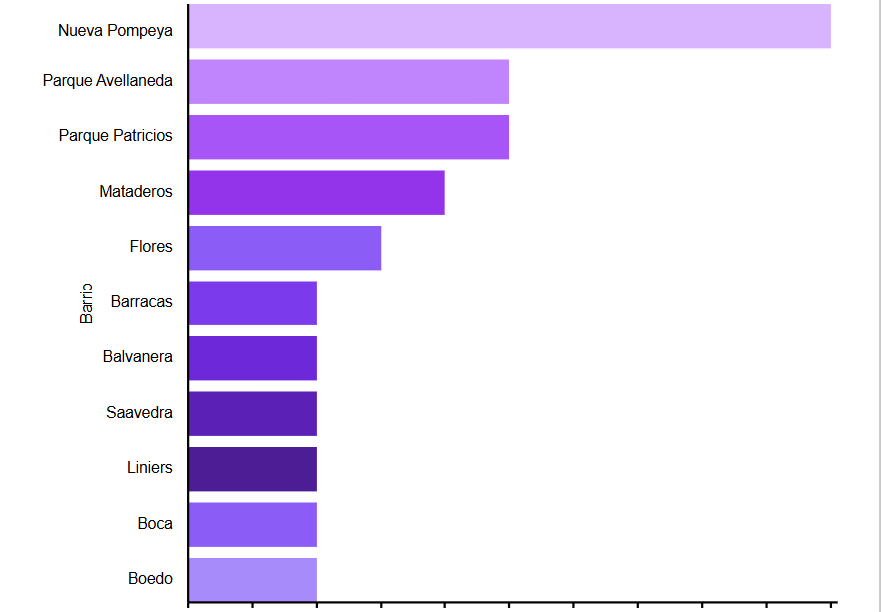 Nueva Pompeya
Parque Avellaneda
Parque Patricios
Mataderos
Flores
Barrio
Barracas
Balvanera
Saavedra
Liniers
Boca
Boedo